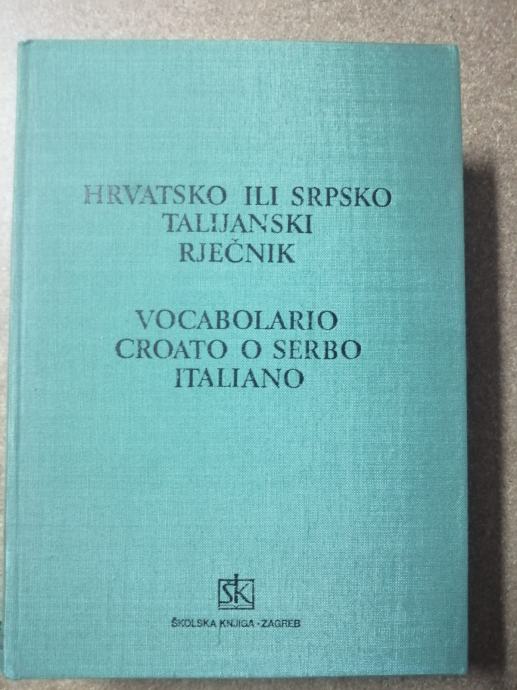 HRVATSKO ILI SRPSKO
TALIJANSKI
RJEČNIK
VOCABOLARIO
CROATO O SERBO
ITALIANO
ŠK
ŠKOLSKA KNJIGA · ZAGREB